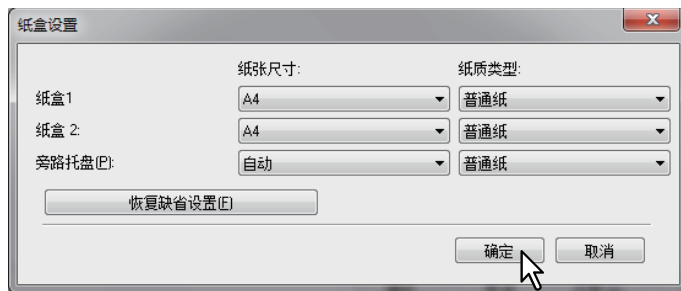 纸盒设置
纸张尺寸: 纸质类型:
纸盒1 A4 普通纸
纸盒 2: A4 普通纸
旁路托盘(P): 自动 普通纸
恢复缺省设置(F)
确定 取消